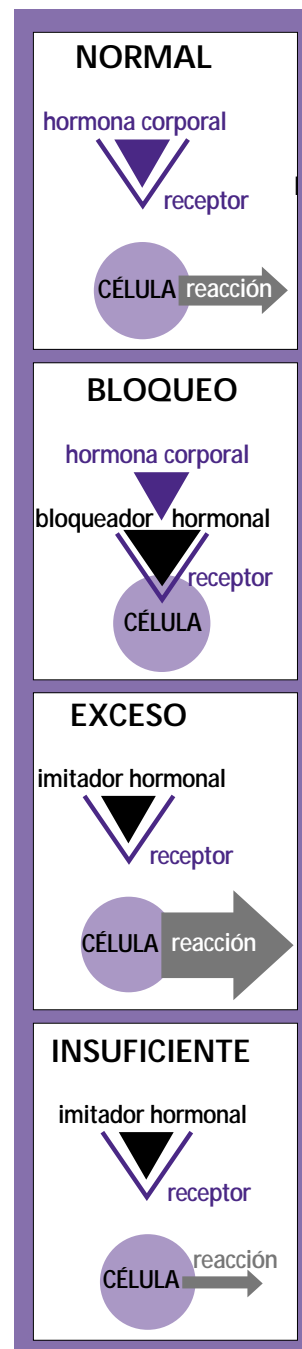 NORMAL
hormona corporal
receptor
CÉLULA reacción
BLOQUEO
hormona corporal
bloqueador hormonal
receptor
CÉLULA
EXCESO
imitador hormonal
receptor
CÉLULA reacción
INSUFICIENTE
imitador hormonal
receptor
reacción
CÉLULA